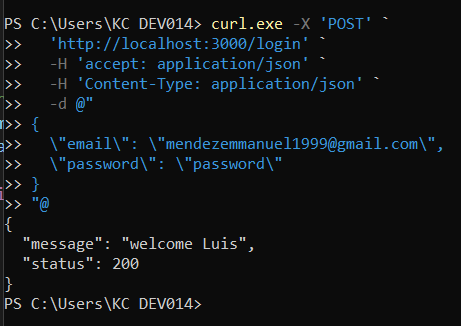 PS C:\Users\KC DEV014> curl.exe -X 'POST' `
>>   'http://localhost:3000/login' `
>>   -H 'accept: application/json' `
>>   -H 'Content-Type: application/json' `
>>   -d @"
>> {
>>   \"email\": \"mendezemmanuel1999@gmail.com\",
>>   \"password\": \"password\"
>> }
>> "@
{
  "message": "welcome Luis",
  "status": 200
}
PS C:\Users\KC DEV014>